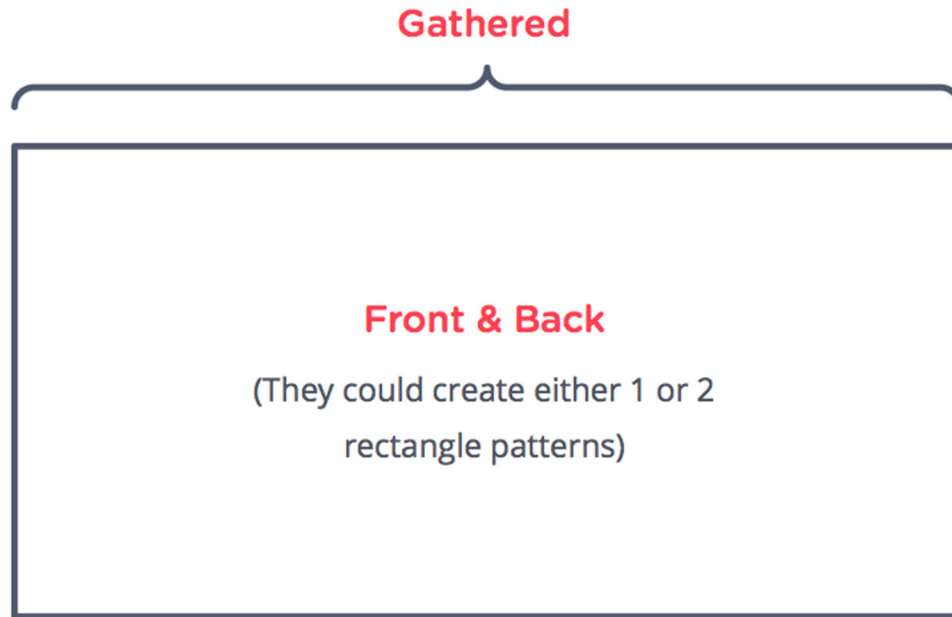 Gathered
Front & Back
(They could create either 1 or 2
rectangle patterns)